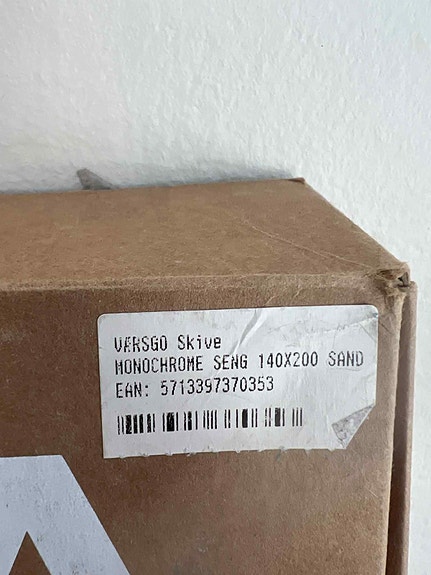 VÆRSGO Skive
MONOCHROME SENG 140X200 SAND
EAN: 5713397370353